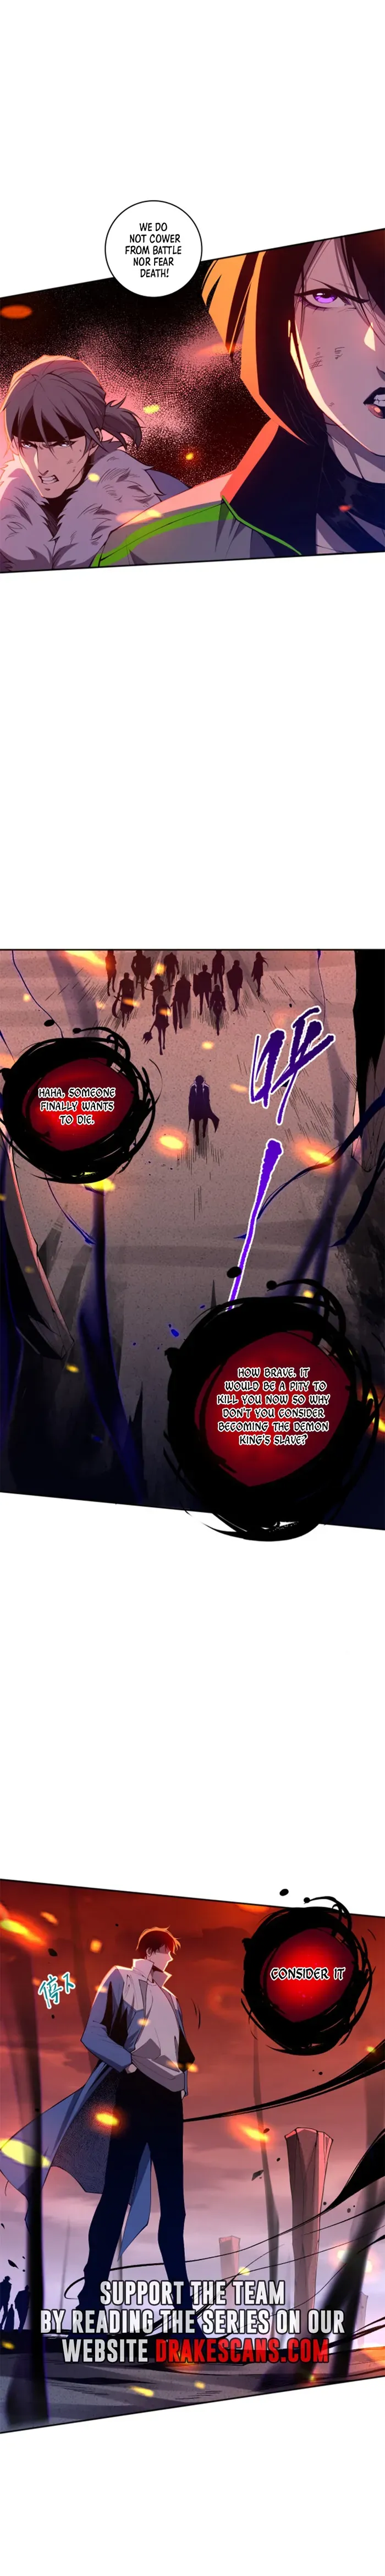 WE DO
NOT COWER
FROM BATTLE
NOR FEAR
DEATH!
HAHA, SOMEONE
FINALLY WANTS
TO DIE.
HOW BRAVE. IT
WOULD BE A PITY TO
KILL YOU NOW SO WHY
DON'T YOU CONSIDER
BECOMING THE DEMON
KING'S SLAVE?
CONSIDER IT
停下
SUPPORT THE TEAM
BY READING THE SERIES ON OUR
WEBSITE DRAKESCANS.COM